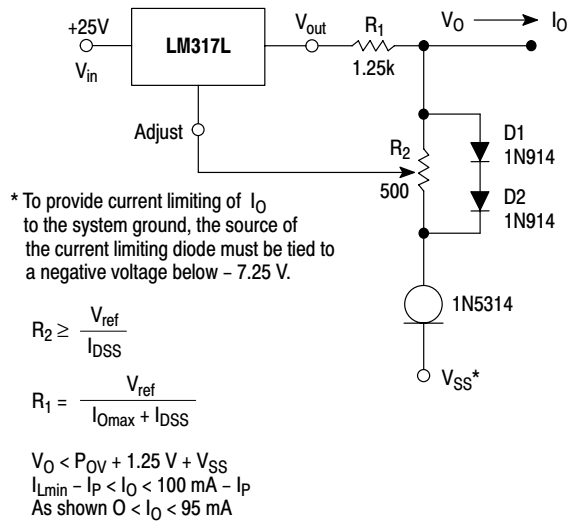 +25V
V_in
LM317L
V_out
R_1
1.25k
V_O
I_O
Adjust
R_2
500
D1
1N914
D2
1N914
* To provide current limiting of I_O
to the system ground, the source of
the current limiting diode must be tied to
a negative voltage below – 7.25 V.
1N5314
V_SS*
R_2 ≥ V_ref / I_DSS
R_1 = V_ref / I_Omax + I_DSS
V_O < P_OV + 1.25 V + V_SS
I_Lmin – I_P < I_O < 100 mA – I_P
As shown O < I_O < 95 mA